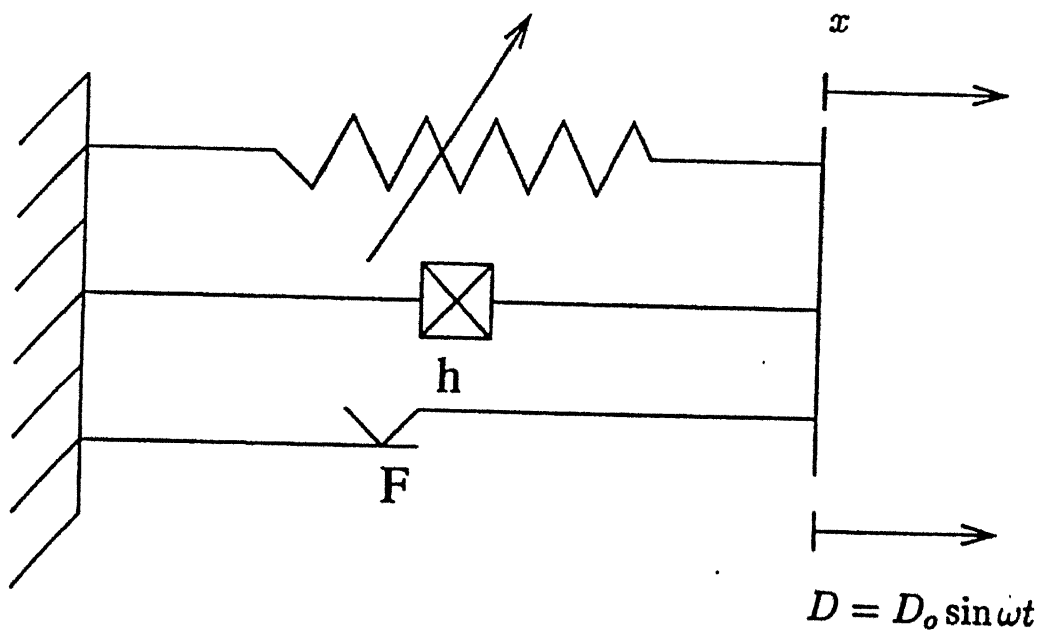 x
h
F
D = D_o sin ωt